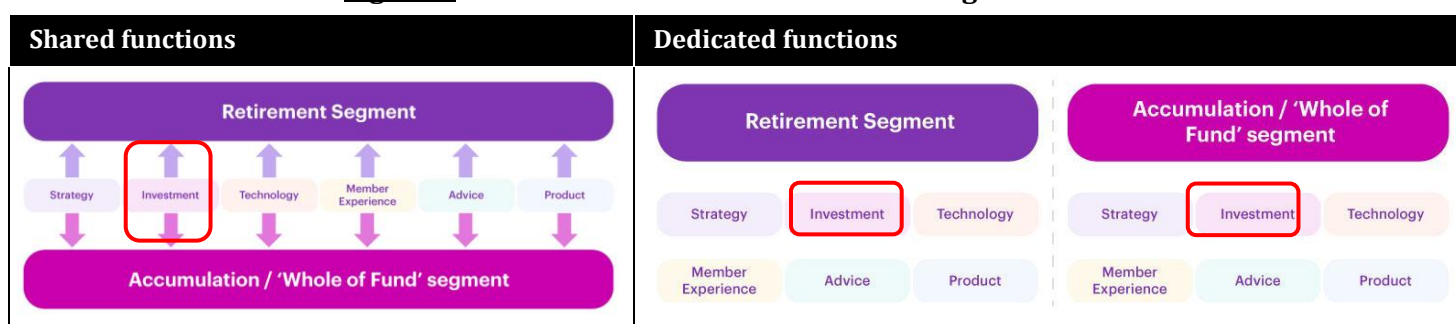 Shared functions
Dedicated functions
Retirement Segment
Strategy
Investment
Technology
Member
Experience
Advice
Product
Accumulation / ‘Whole of Fund’ segment
Retirement Segment
Strategy
Investment
Technology
Member
Experience
Advice
Product
Accumulation / ‘Whole of
Fund’ segment
Strategy
Investment
Technology
Member
Experience
Advice
Product